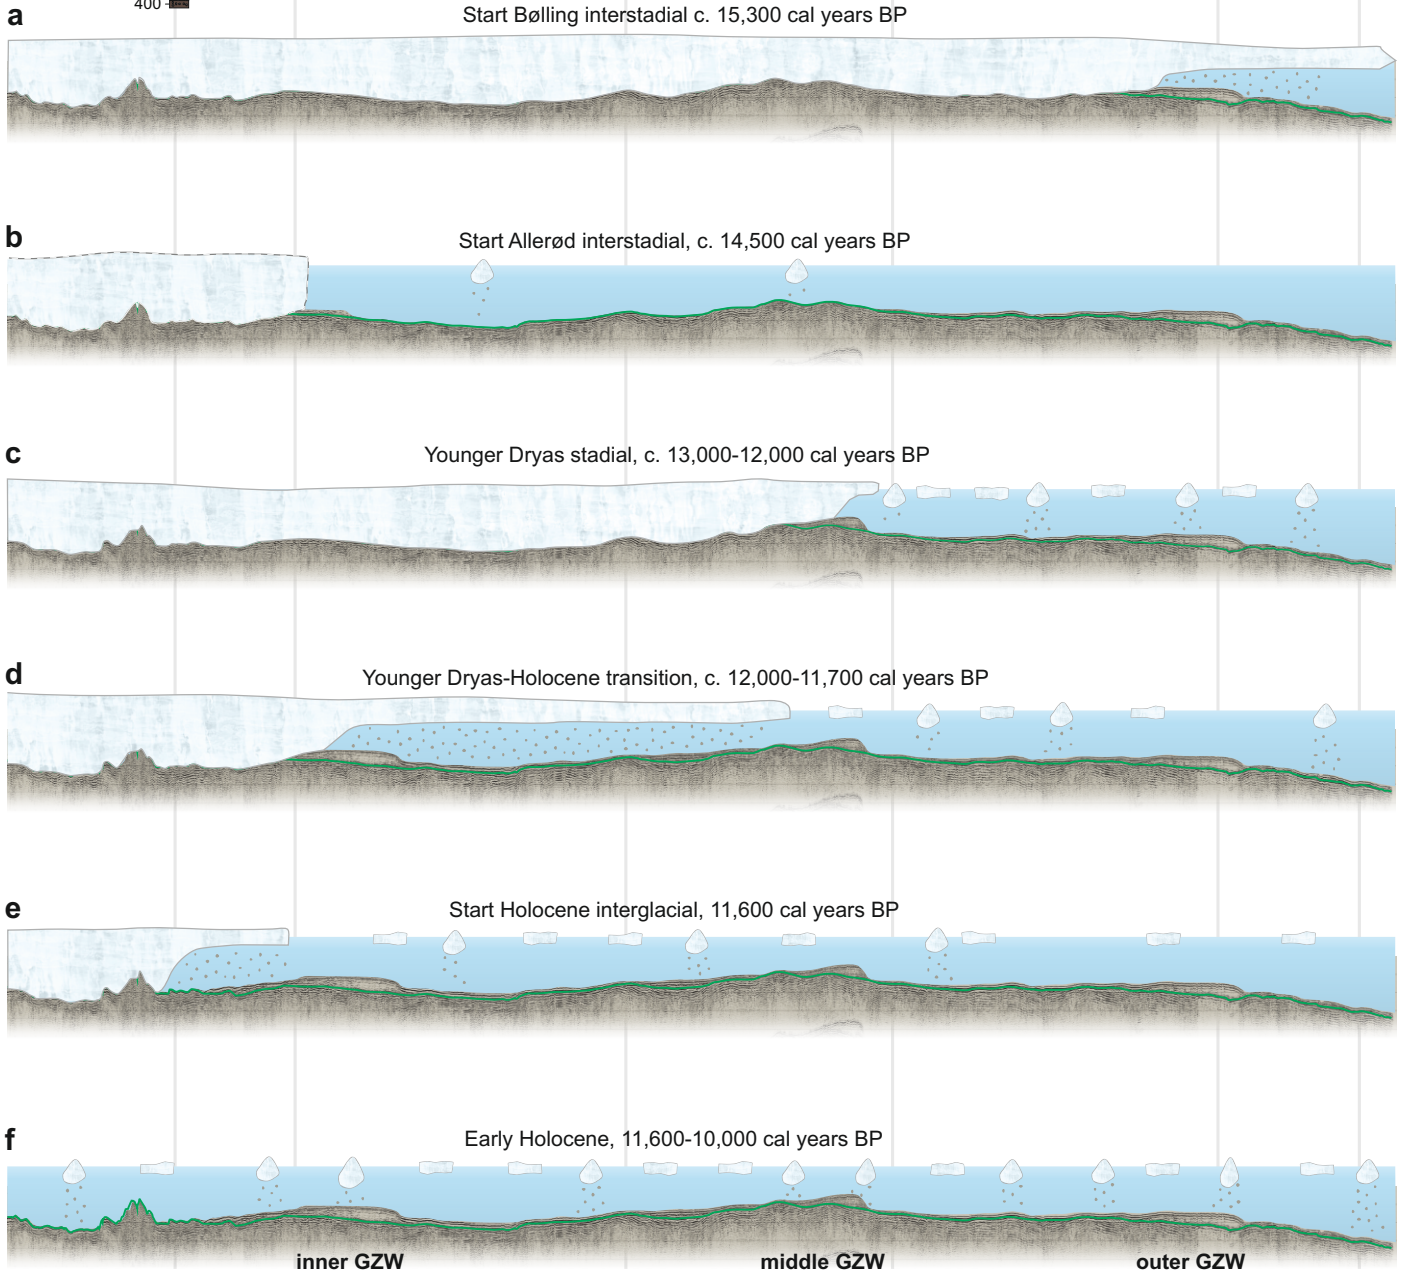 400
a
Start Bølling interstadial c. 15,300 cal years BP
b
Start Allerød interstadial, c. 14,500 cal years BP
c
Younger Dryas stadial, c. 13,000-12,000 cal years BP
d
Younger Dryas-Holocene transition, c. 12,000-11,700 cal years BP
e
Start Holocene interglacial, 11,600 cal years BP
f
Early Holocene, 11,600-10,000 cal years BP
inner GZW middle GZW outer GZW